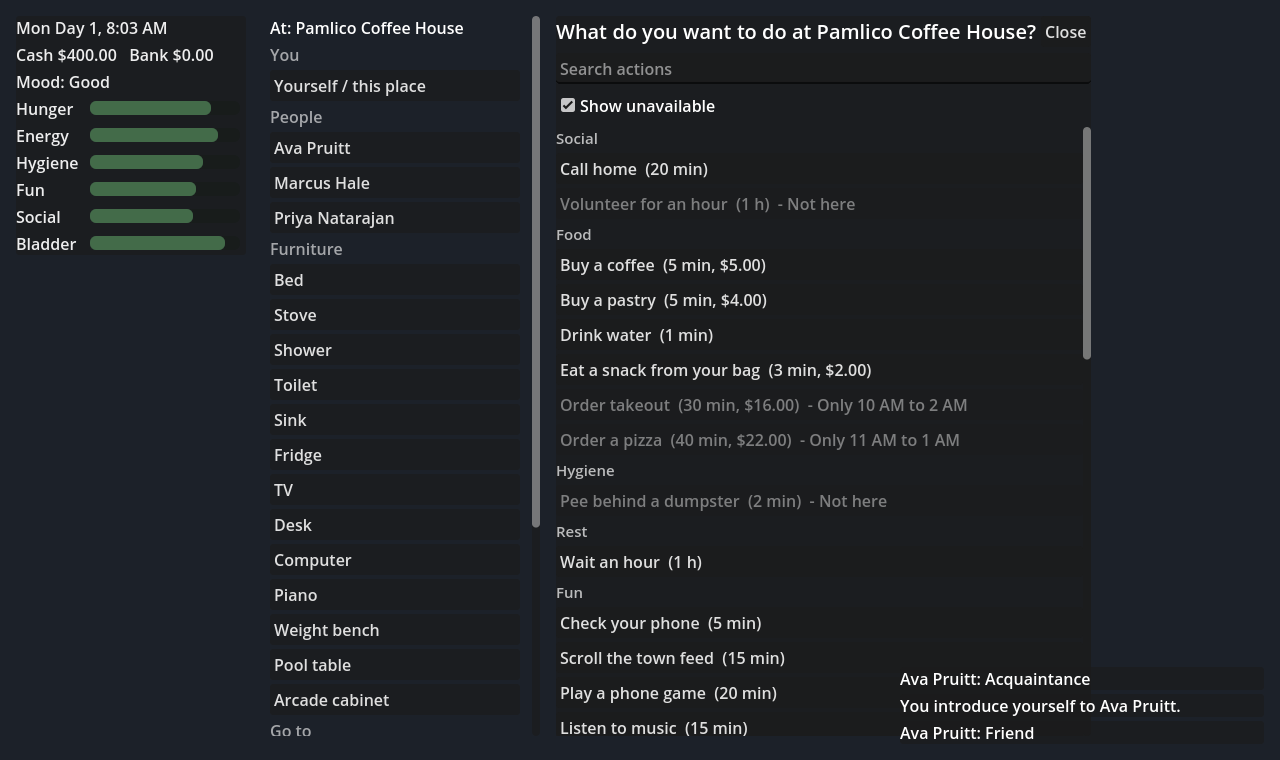 Mon Day 1, 8:03 AM
Cash $400.00 Bank $0.00
Mood: Good
Hunger
Energy
Hygiene
Fun
Social
Bladder
At: Pamlico Coffee House
You
Yourself / this place
People
Ava Pruitt
Marcus Hale
Priya Natarajan
Furniture
Bed
Stove
Shower
Toilet
Sink
Fridge
TV
Desk
Computer
Piano
Weight bench
Pool table
Arcade cabinet
Go to
What do you want to do at Pamlico Coffee House? Close
Search actions
Show unavailable
Social
Call home (20 min)
Volunteer for an hour (1 h) - Not here
Food
Buy a coffee (5 min, $5.00)
Buy a pastry (5 min, $4.00)
Drink water (1 min)
Eat a snack from your bag (3 min, $2.00)
Order takeout (30 min, $16.00) - Only 10 AM to 2 AM
Order a pizza (40 min, $22.00) - Only 11 AM to 1 AM
Hygiene
Pee behind a dumpster (2 min) - Not here
Rest
Wait an hour (1 h)
Fun
Check your phone (5 min)
Scroll the town feed (15 min)
Play a phone game (20 min)
Listen to music (15 min)
Ava Pruitt: Acquaintance
You introduce yourself to Ava Pruitt.
Ava Pruitt: Friend